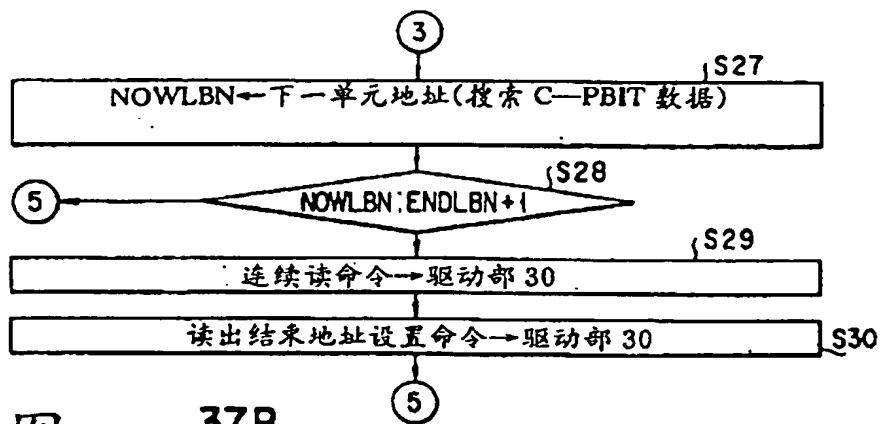 3
S27
NOWLBN←下一单元地址(搜索 C—PBIT 数据)
S28
5
NOWLBN:ENDLBN+1
S29
连续读命令→驱动部 30
读出结束地址设置命令→驱动部 30
S30
5
图 37B